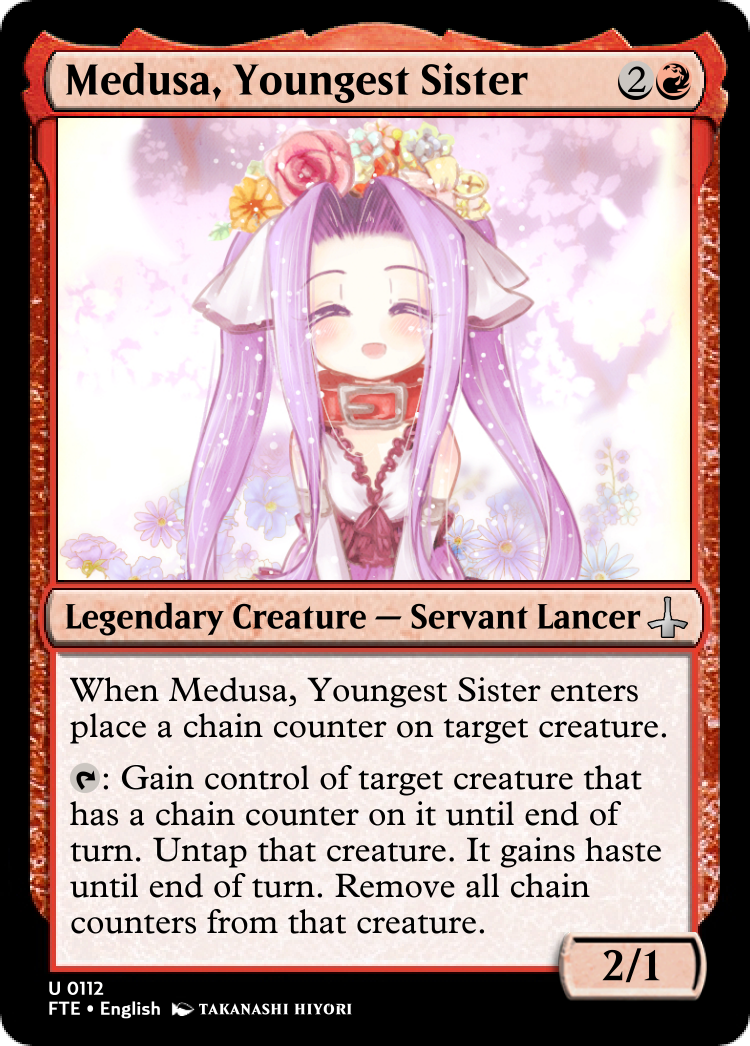 Medusa, Youngest Sister 2
Legendary Creature — Servant Lancer
When Medusa, Youngest Sister enters
place a chain counter on target creature.
: Gain control of target creature that
has a chain counter on it until end of
turn. Untap that creature. It gains haste
until end of turn. Remove all chain
counters from that creature.
2/1
U 0112
FTE • English TAKANASHI HIYORI